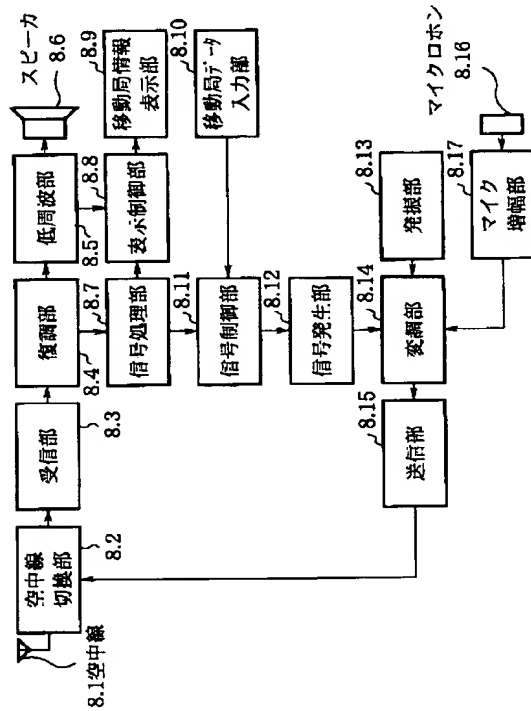 8.1空中線
空中線
切換部
8.2
受信部
8.3
復調部
8.4
低周波部
8.5
スピーカ
8.6
8.7
信号処理部
8.8
表示制御部
8.9
移動局情報
表示部
8.10
移動局データ
入力部
8.11
信号制御部
8.12
信号発生部
8.13
発振部
8.14
変調部
8.15
送信部
マイクロホン
8.16
8.17
マイク
増幅部